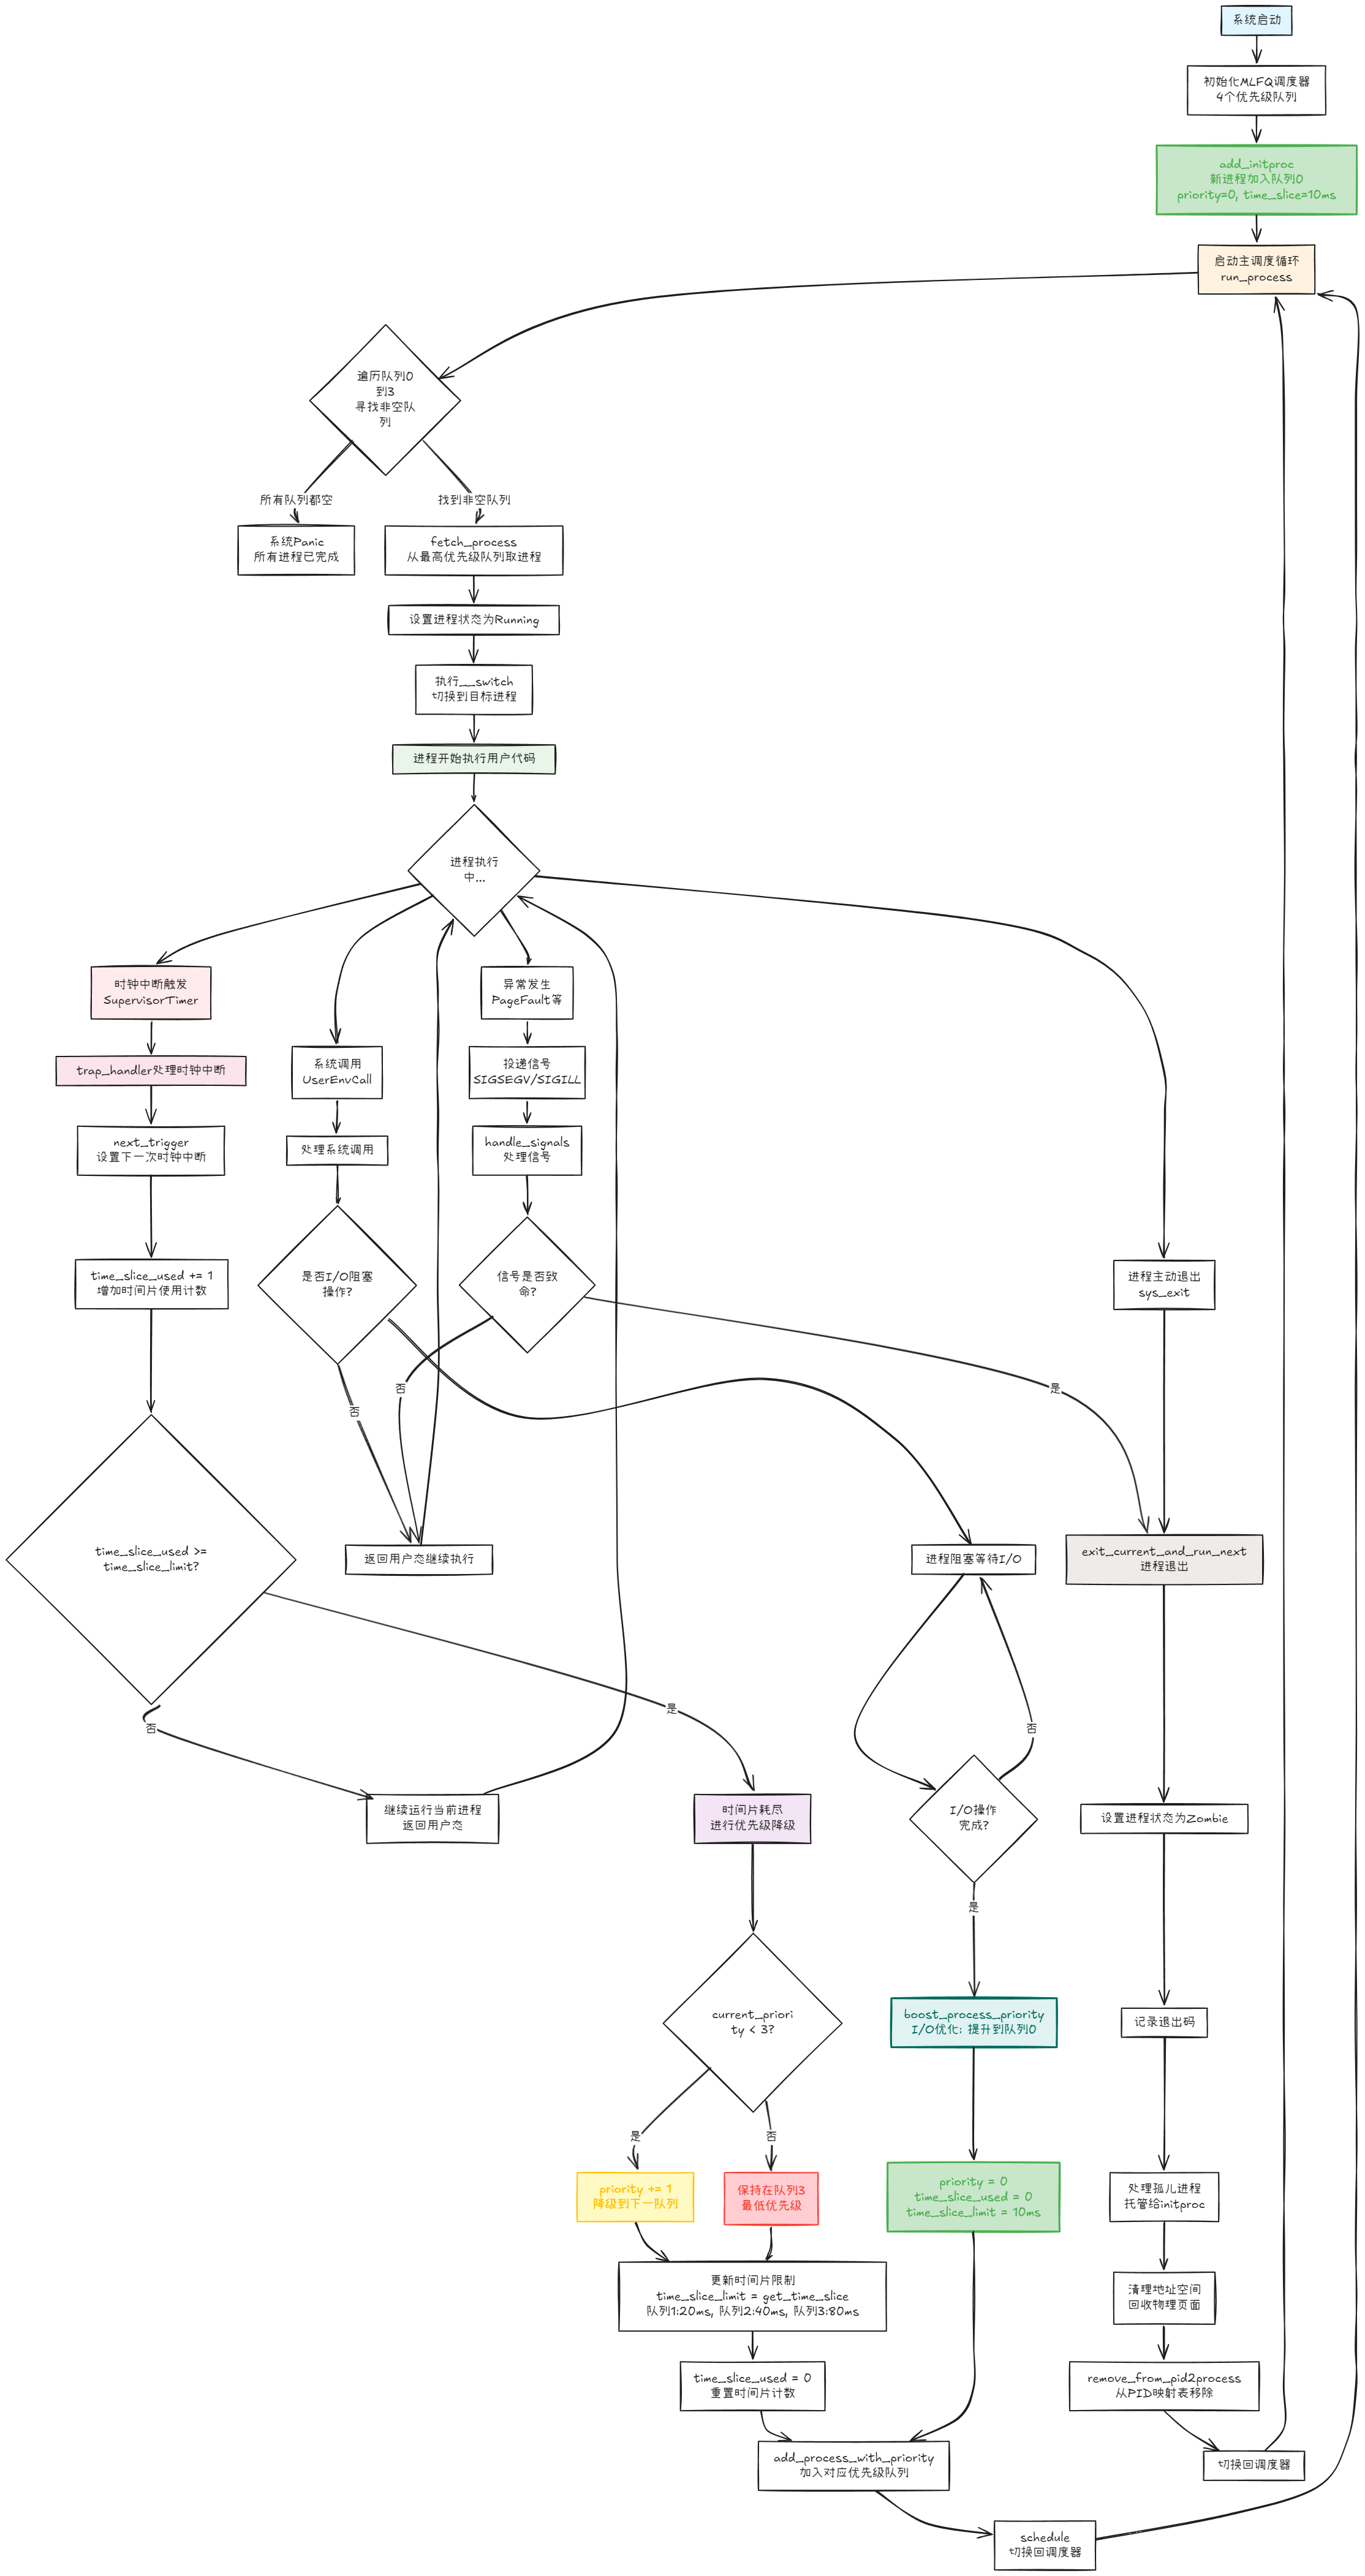 系统启动
初始化MLFQ调度器
4个优先级队列
add_initproc
新进程加入队列0
priority=0, time_slice=10ms
启动主调度循环
run_process
遍历队列0
到3
寻找非空队
列
所有队列都空
找到非空队列
系统Panic
所有进程已完成
fetch_process
从最高优先级队列取进程
设置进程状态为Running
执行__switch
切换到目标进程
进程开始执行用户代码
进程执行
中...
时钟中断触发
SupervisorTimer
异常发生
PageFault等
trap_handler处理时钟中断
系统调用
UserEnvCall
投递信号
SIGSEGV/SIGILL
next_trigger
设置下一次时钟中断
处理系统调用
handle_signals
处理信号
time_slice_used += 1
增加时间片使用计数
是否I/O阻塞
操作?
信号是否致
命?
进程主动退出
sys_exit
否
是
否
time_slice_used >=
time_slice_limit?
返回用户态继续执行
进程阻塞等待I/O
exit_current_and_run_next
进程退出
是
否
否
继续运行当前进程
返回用户态
时间片耗尽
进行优先级降级
I/O操作
完成?
设置进程状态为Zombie
是
current_priori
ty < 3?
boost_process_priority
I/O优化: 提升到队列0
记录退出码
是
否
priority += 1
降级到下一队列
保持在队列3
最低优先级
priority = 0
time_slice_used = 0
time_slice_limit = 10ms
处理孤儿进程
托管给initproc
更新时间片限制
time_slice_limit = get_time_slice
队列1:20ms, 队列2:40ms, 队列3:80ms
清理地址空间
回收物理页面
time_slice_used = 0
重置时间片计数
remove_from_pid2process
从PID映射表移除
add_process_with_priority
加入对应优先级队列
切换回调度器
schedule
切换回调度器